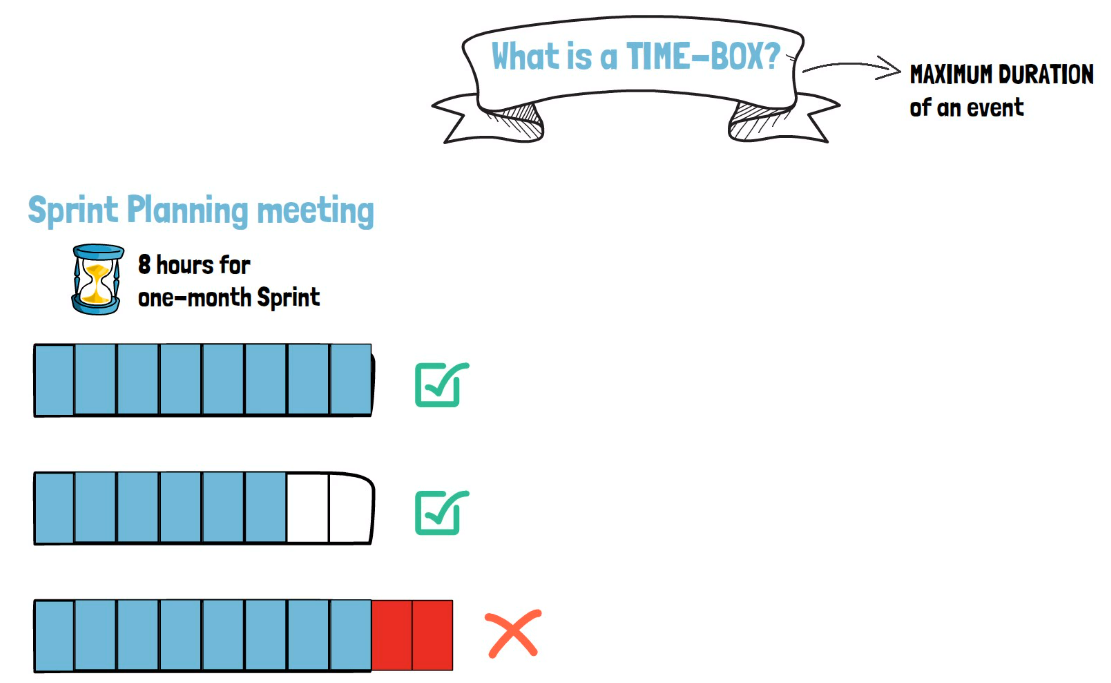 What is a TIME-BOX?
MAXIMUM DURATION
of an event
Sprint Planning meeting
8 hours for
one-month Sprint